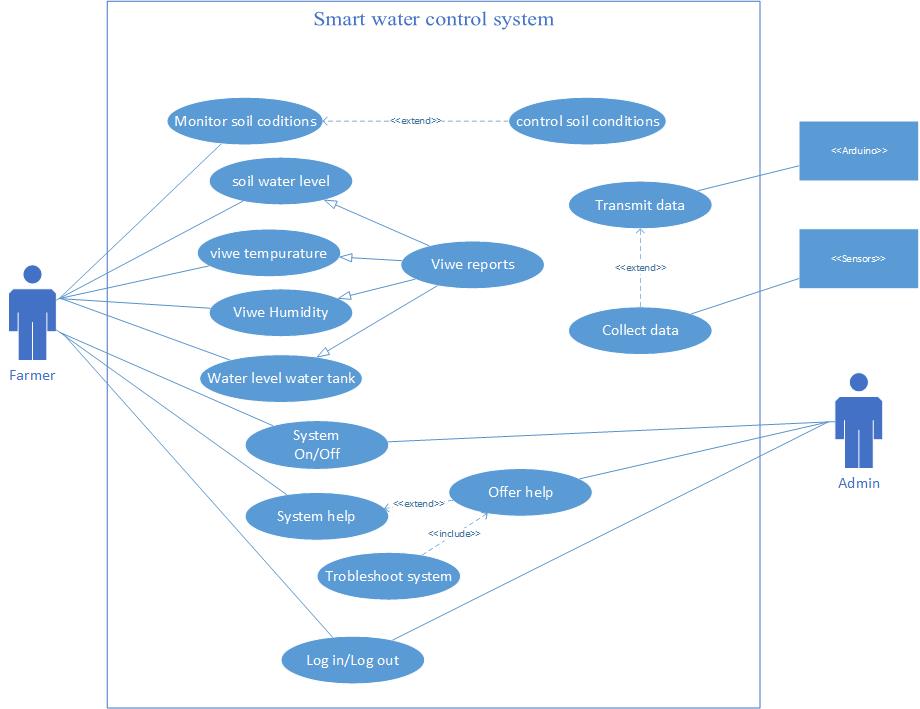 Smart water control system
Monitor soil coditions
<<extend>>
control soil conditions
<<Arduino>>
soil water level
Transmit data
viwe tempurature
Viwe reports
<<extend>>
<<Sensors>>
Viwe Humidity
Collect data
Farmer
Water level water tank
System
On/Off
Admin
Offer help
<<extend>>
System help
<<include>>
Trobleshoot system
Log in/Log out